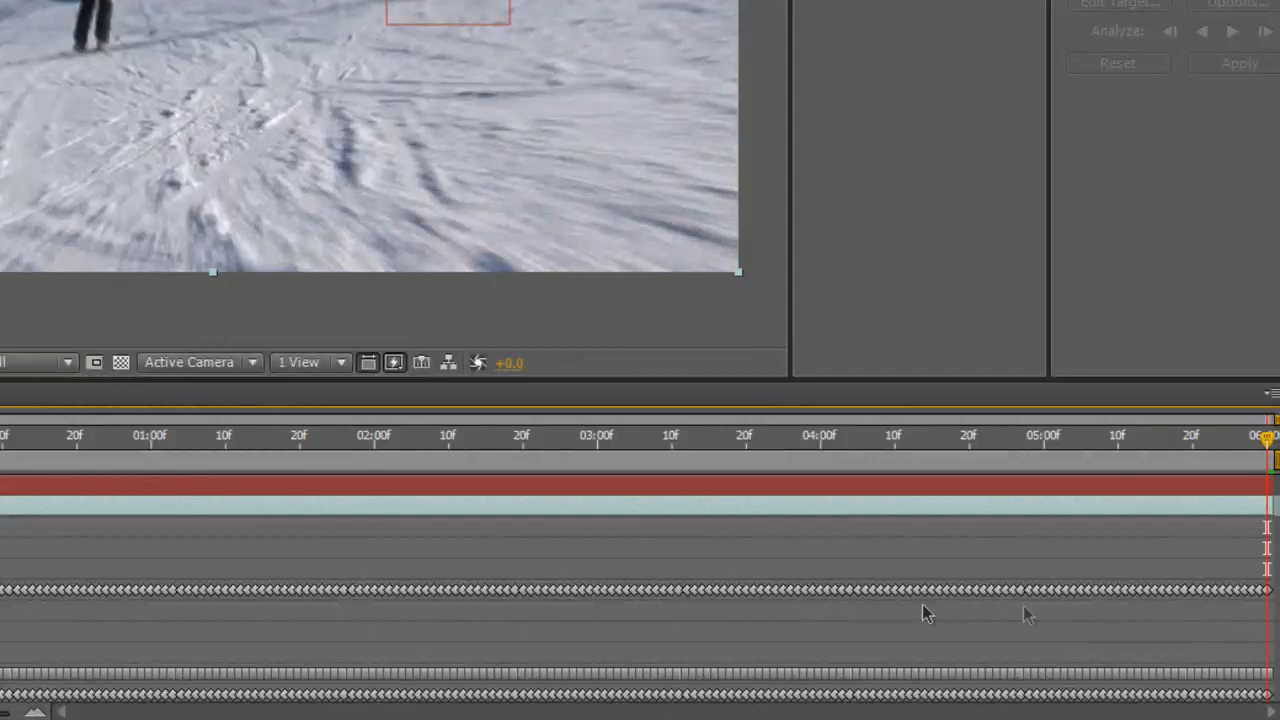 Edit Target... Options...
Analyze:
Reset Apply
Active Camera 1 View +0.0
20f 01:00f 10f 20f 02:00f 10f 20f 03:00f 10f 20f 04:00f 10f 20f 05:00f 10f 20f